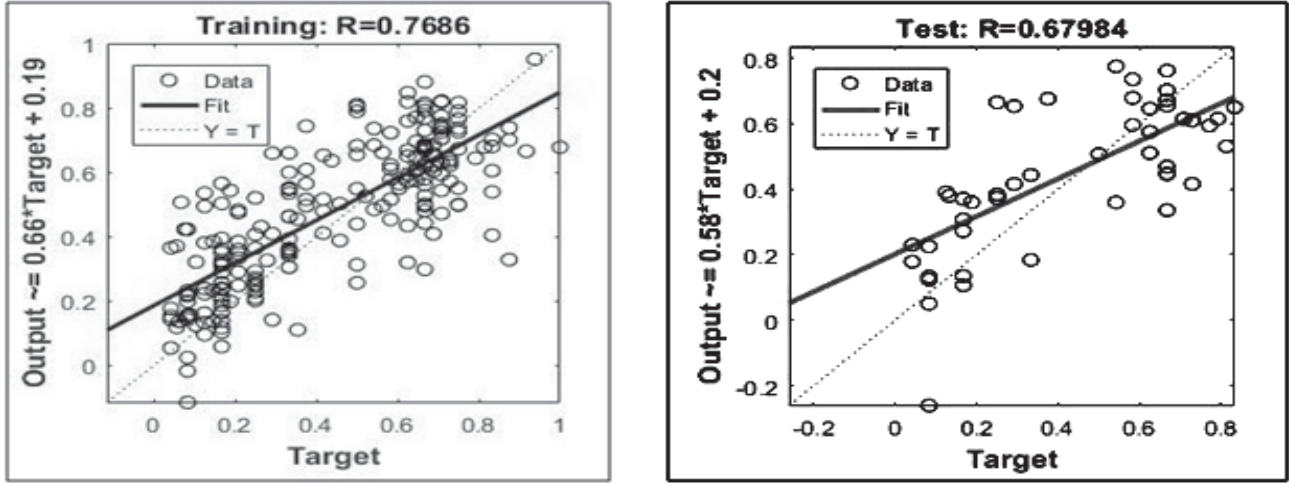 Training: R=0.7686
Output ~= 0.66*Target + 0.19
1
0.8
0.6
0.4
0.2
0
Data
Fit
Y = T
0
0.2
0.4
0.6
0.8
1
Target
Test: R=0.67984
Output ~= 0.58*Target + 0.2
0.8
0.6
0.4
0.2
0
-0.2
Data
Fit
Y = T
-0.2
0
0.2
0.4
0.6
0.8
Target